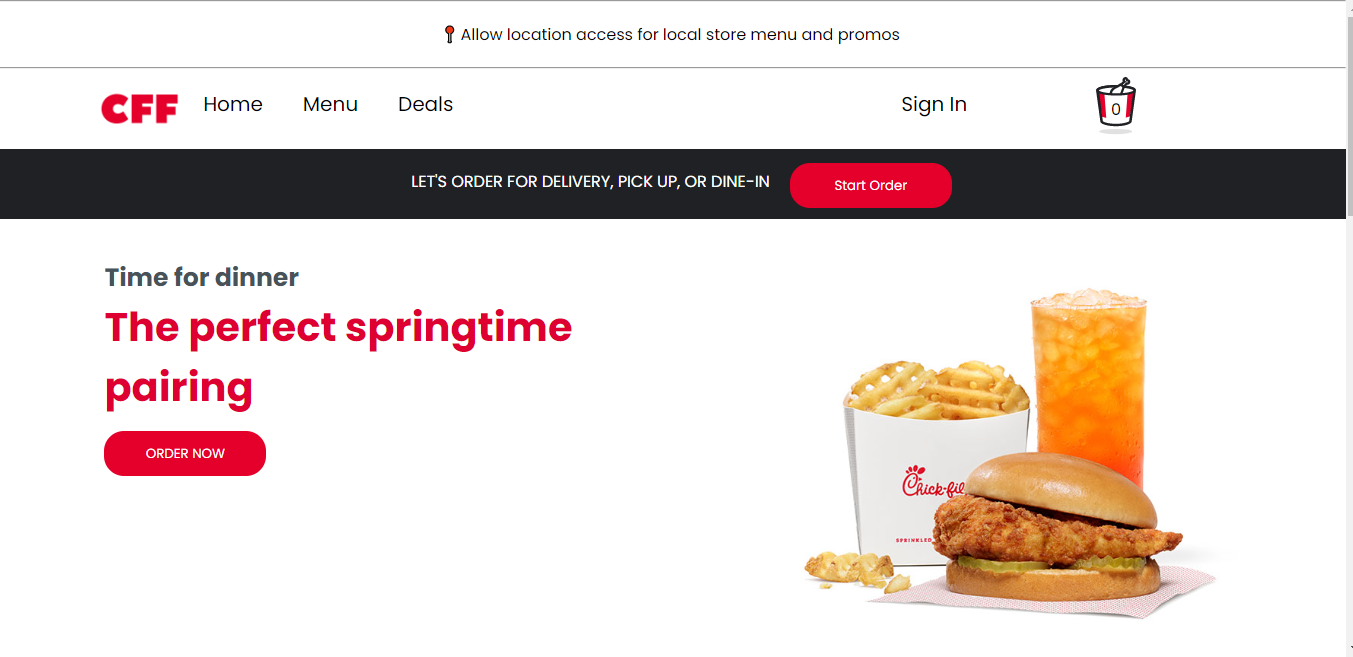 Allow location access for local store menu and promos
CFF Home Menu Deals Sign In 0
LET'S ORDER FOR DELIVERY, PICK UP, OR DINE-IN Start Order
Time for dinner
The perfect springtime
pairing
ORDER NOW
Chick-fil
SPRINKLED